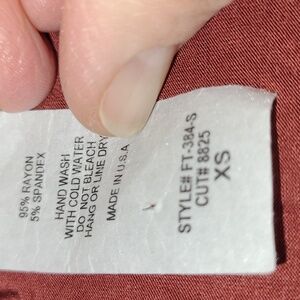 95% RAYON
5% SPANDEX
HAND WASH
WITH COLD WATER
DO NOT BLEACH
HANG OR LINE DRY
MADE IN U.S.A
STYLE# FT-384-S
CUT# 8825
XS